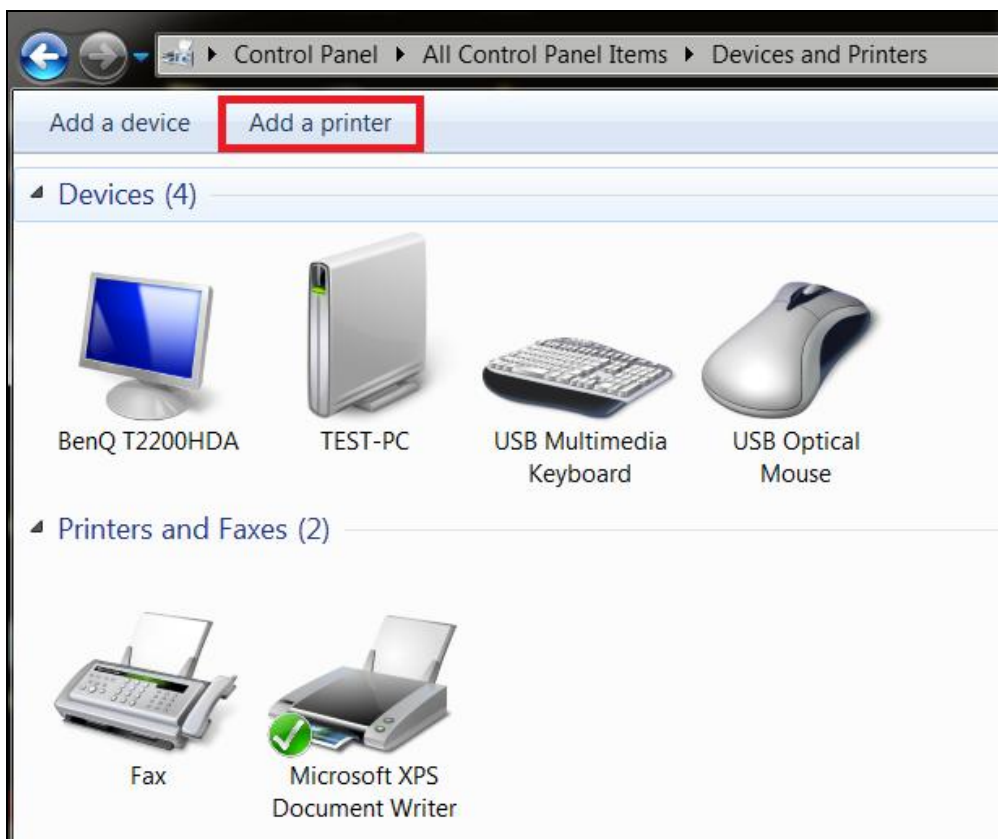 Control Panel ▸ All Control Panel Items ▸ Devices and Printers
Add a device Add a printer
Devices (4)
BenQ T2200HDA TEST-PC USB Multimedia Keyboard USB Optical Mouse
Printers and Faxes (2)
Fax Microsoft XPS Document Writer